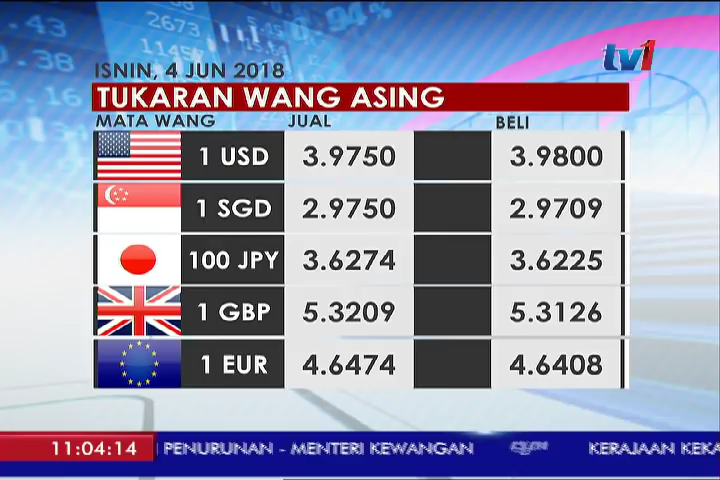 tv1
ISNIN, 4 JUN 2018
TUKARAN WANG ASING
MATA WANG JUAL BELI
1 USD 3.9750 3.9800
1 SGD 2.9750 2.9709
100 JPY 3.6274 3.6225
1 GBP 5.3209 5.3126
1 EUR 4.6474 4.6408
11:04:14 PENURUNAN - MENTERI KEWANGAN KERAJAAN KEKA